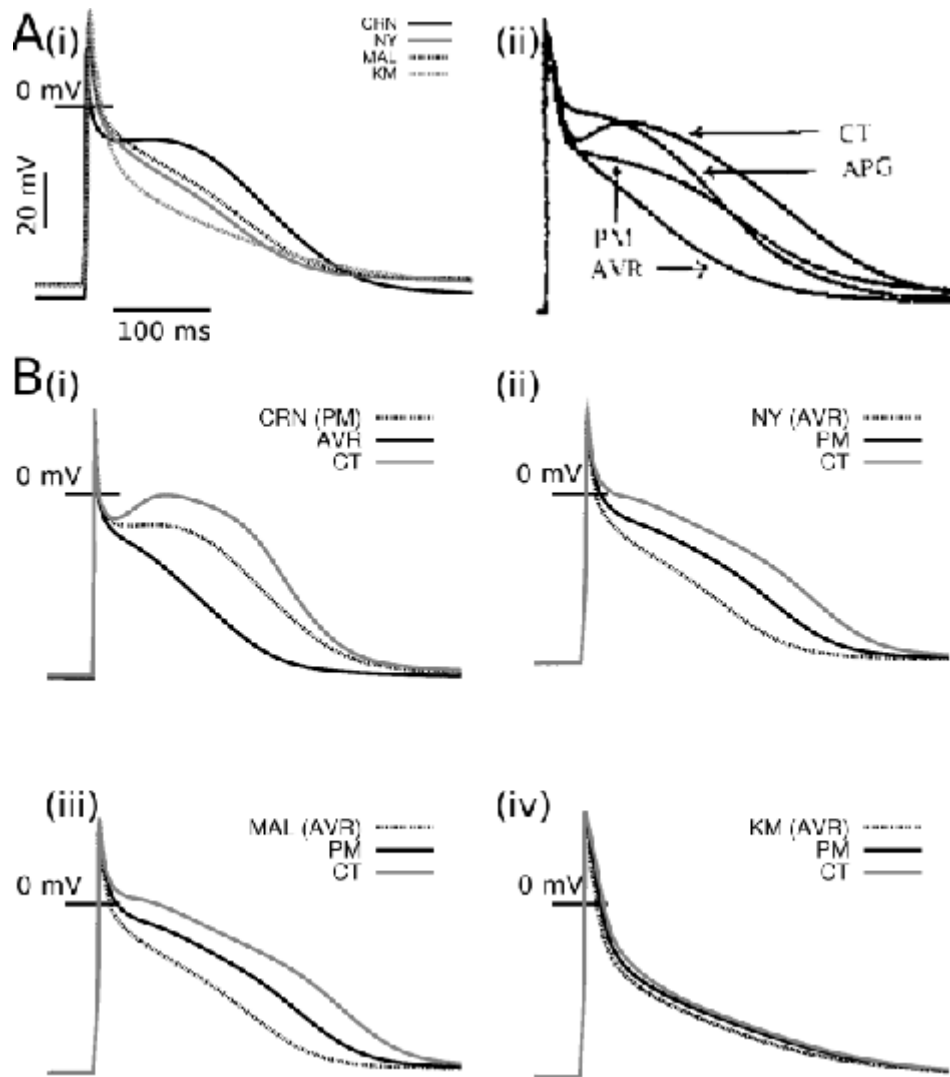 A(i)
CRN
NY
MAL
KM
0 mV
20 mV
100 ms
(ii)
CT
APG
PM
AVR
B(i)
CRN (PM)
AVR
CT
0 mV
(ii)
NY (AVR)
PM
CT
0 mV
(iii)
MAL (AVR)
PM
CT
0 mV
(iv)
KM (AVR)
PM
CT
0 mV